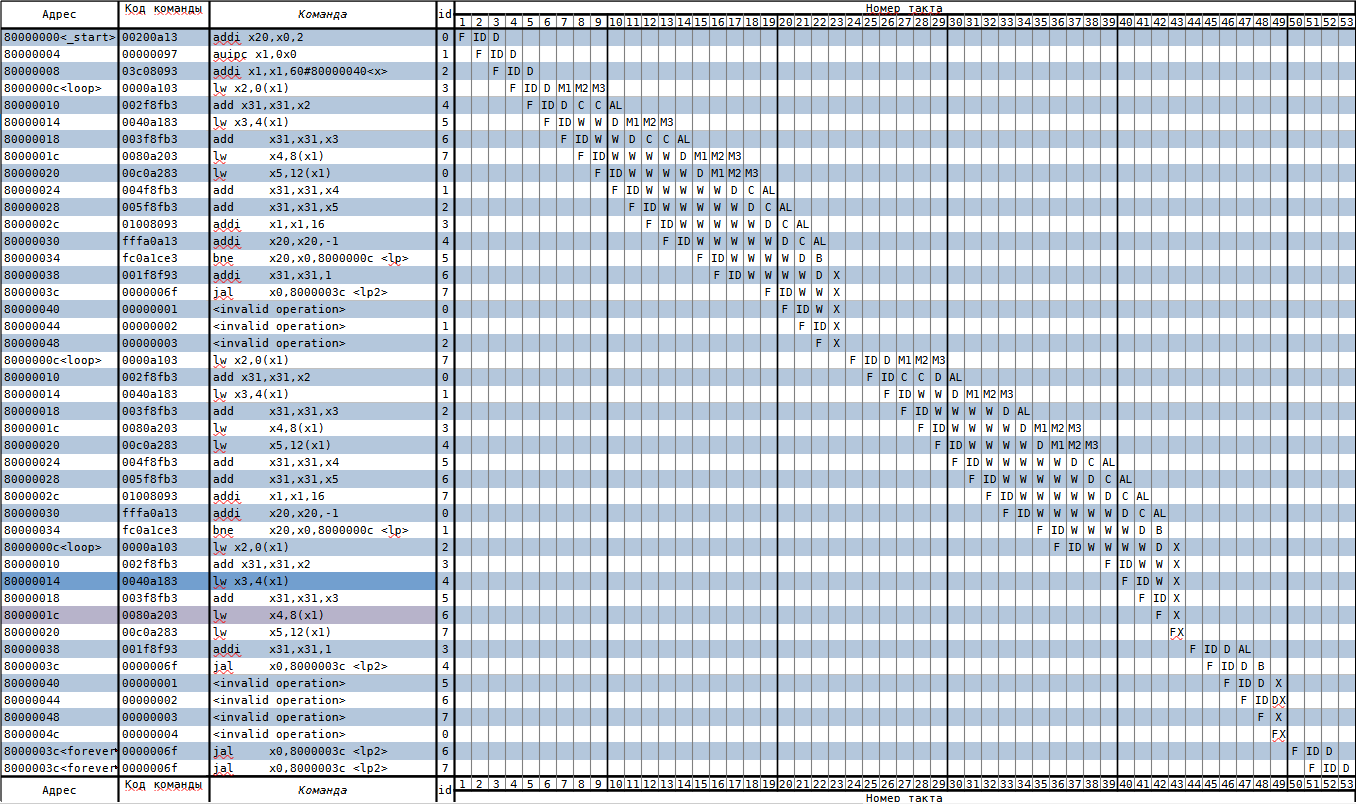 Адрес Код команды Команда id Номер такта
1 2 3 4 5 6 7 8 9 10 11 12 13 14 15 16 17 18 19 20 21 22 23 24 25 26 27 28 29 30 31 32 33 34 35 36 37 38 39 40 41 42 43 44 45 46 47 48 49 50 51 52 53
80000000<_start> 00200a13 addi x20,x0,2 0 F ID D
80000004 00000097 auipc x1,0x0 1 F ID D
80000008 03c08093 addi x1,x1,60#80000040<x> 2 F ID D
8000000c<loop> 0000a103 lw x2,0(x1) 3 F ID D M1 M2 M3
80000010 002f8fb3 add x31,x31,x2 4 F ID D C C AL
80000014 0040a183 lw x3,4(x1) 5 F ID W W D M1 M2 M3
80000018 003f8fb3 add x31,x31,x3 6 F ID W W D C C AL
8000001c 0080a203 lw x4,8(x1) 7 F ID W W W W D M1 M2 M3
80000020 00c0a283 lw x5,12(x1) 0 F ID W W W W D M1 M2 M3
80000024 004f8fb3 add x31,x31,x4 1 F ID W W W W W D C AL
80000028 005f8fb3 add x31,x31,x5 2 F ID W W W W W D C AL
8000002c 01008093 addi x1,x1,16 3 F ID W W W W W D C AL
80000030 fffa0a13 addi x20,x20,-1 4 F ID W W W W W D C AL
80000034 fc0a1ce3 bne x20,x0,8000000c <lp> 5 F ID W W W W D B
80000038 001f8f93 addi x31,x31,1 6 F ID W W W W D X
8000003c 0000006f jal x0,8000003c <lp2> 7 F ID W W X
80000040 00000001 <invalid operation> 0 F ID W X
80000044 00000002 <invalid operation> 1 F ID X
80000048 00000003 <invalid operation> 2 F X
8000000c<loop> 0000a103 lw x2,0(x1) 7 F ID D M1 M2 M3
80000010 002f8fb3 add x31,x31,x2 0 F ID C C D AL
80000014 0040a183 lw x3,4(x1) 1 F ID W W D M1 M2 M3
80000018 003f8fb3 add x31,x31,x3 2 F ID W W W W D AL
8000001c 0080a203 lw x4,8(x1) 3 F ID W W W W D M1 M2 M3
80000020 00c0a283 lw x5,12(x1) 4 F ID W W W W D M1 M2 M3
80000024 004f8fb3 add x31,x31,x4 5 F ID W W W W W D C AL
80000028 005f8fb3 add x31,x31,x5 6 F ID W W W W W D C AL
8000002c 01008093 addi x1,x1,16 7 F ID W W W W W D C AL
80000030 fffa0a13 addi x20,x20,-1 0 F ID W W W W W D C AL
80000034 fc0a1ce3 bne x20,x0,8000000c <lp> 1 F ID W W W W D B
8000000c<loop> 0000a103 lw x2,0(x1) 2 F ID W W W W D X
80000010 002f8fb3 add x31,x31,x2 3 F ID W W X
80000014 0040a183 lw x3,4(x1) 4 F ID W X
80000018 003f8fb3 add x31,x31,x3 5 F ID X
8000001c 0080a203 lw x4,8(x1) 6 F X
80000020 00c0a283 lw x5,12(x1) 7 FX
80000038 001f8f93 addi x31,x31,1 3 F ID D AL
8000003c 0000006f jal x0,8000003c <lp2> 4 F ID D B
80000040 00000001 <invalid operation> 5 F ID D X
80000044 00000002 <invalid operation> 6 F ID DX
80000048 00000003 <invalid operation> 7 F X
8000004c 00000004 <invalid operation> 0 FX
8000003c<forever 0000006f jal x0,8000003c <lp2> 6 F ID D
8000003c<forever 0000006f jal x0,8000003c <lp2> 7 F ID D
Адрес Код команды Команда id 1 2 3 4 5 6 7 8 9 10 11 12 13 14 15 16 17 18 19 20 21 22 23 24 25 26 27 28 29 30 31 32 33 34 35 36 37 38 39 40 41 42 43 44 45 46 47 48 49 50 51 52 53
Номер такта